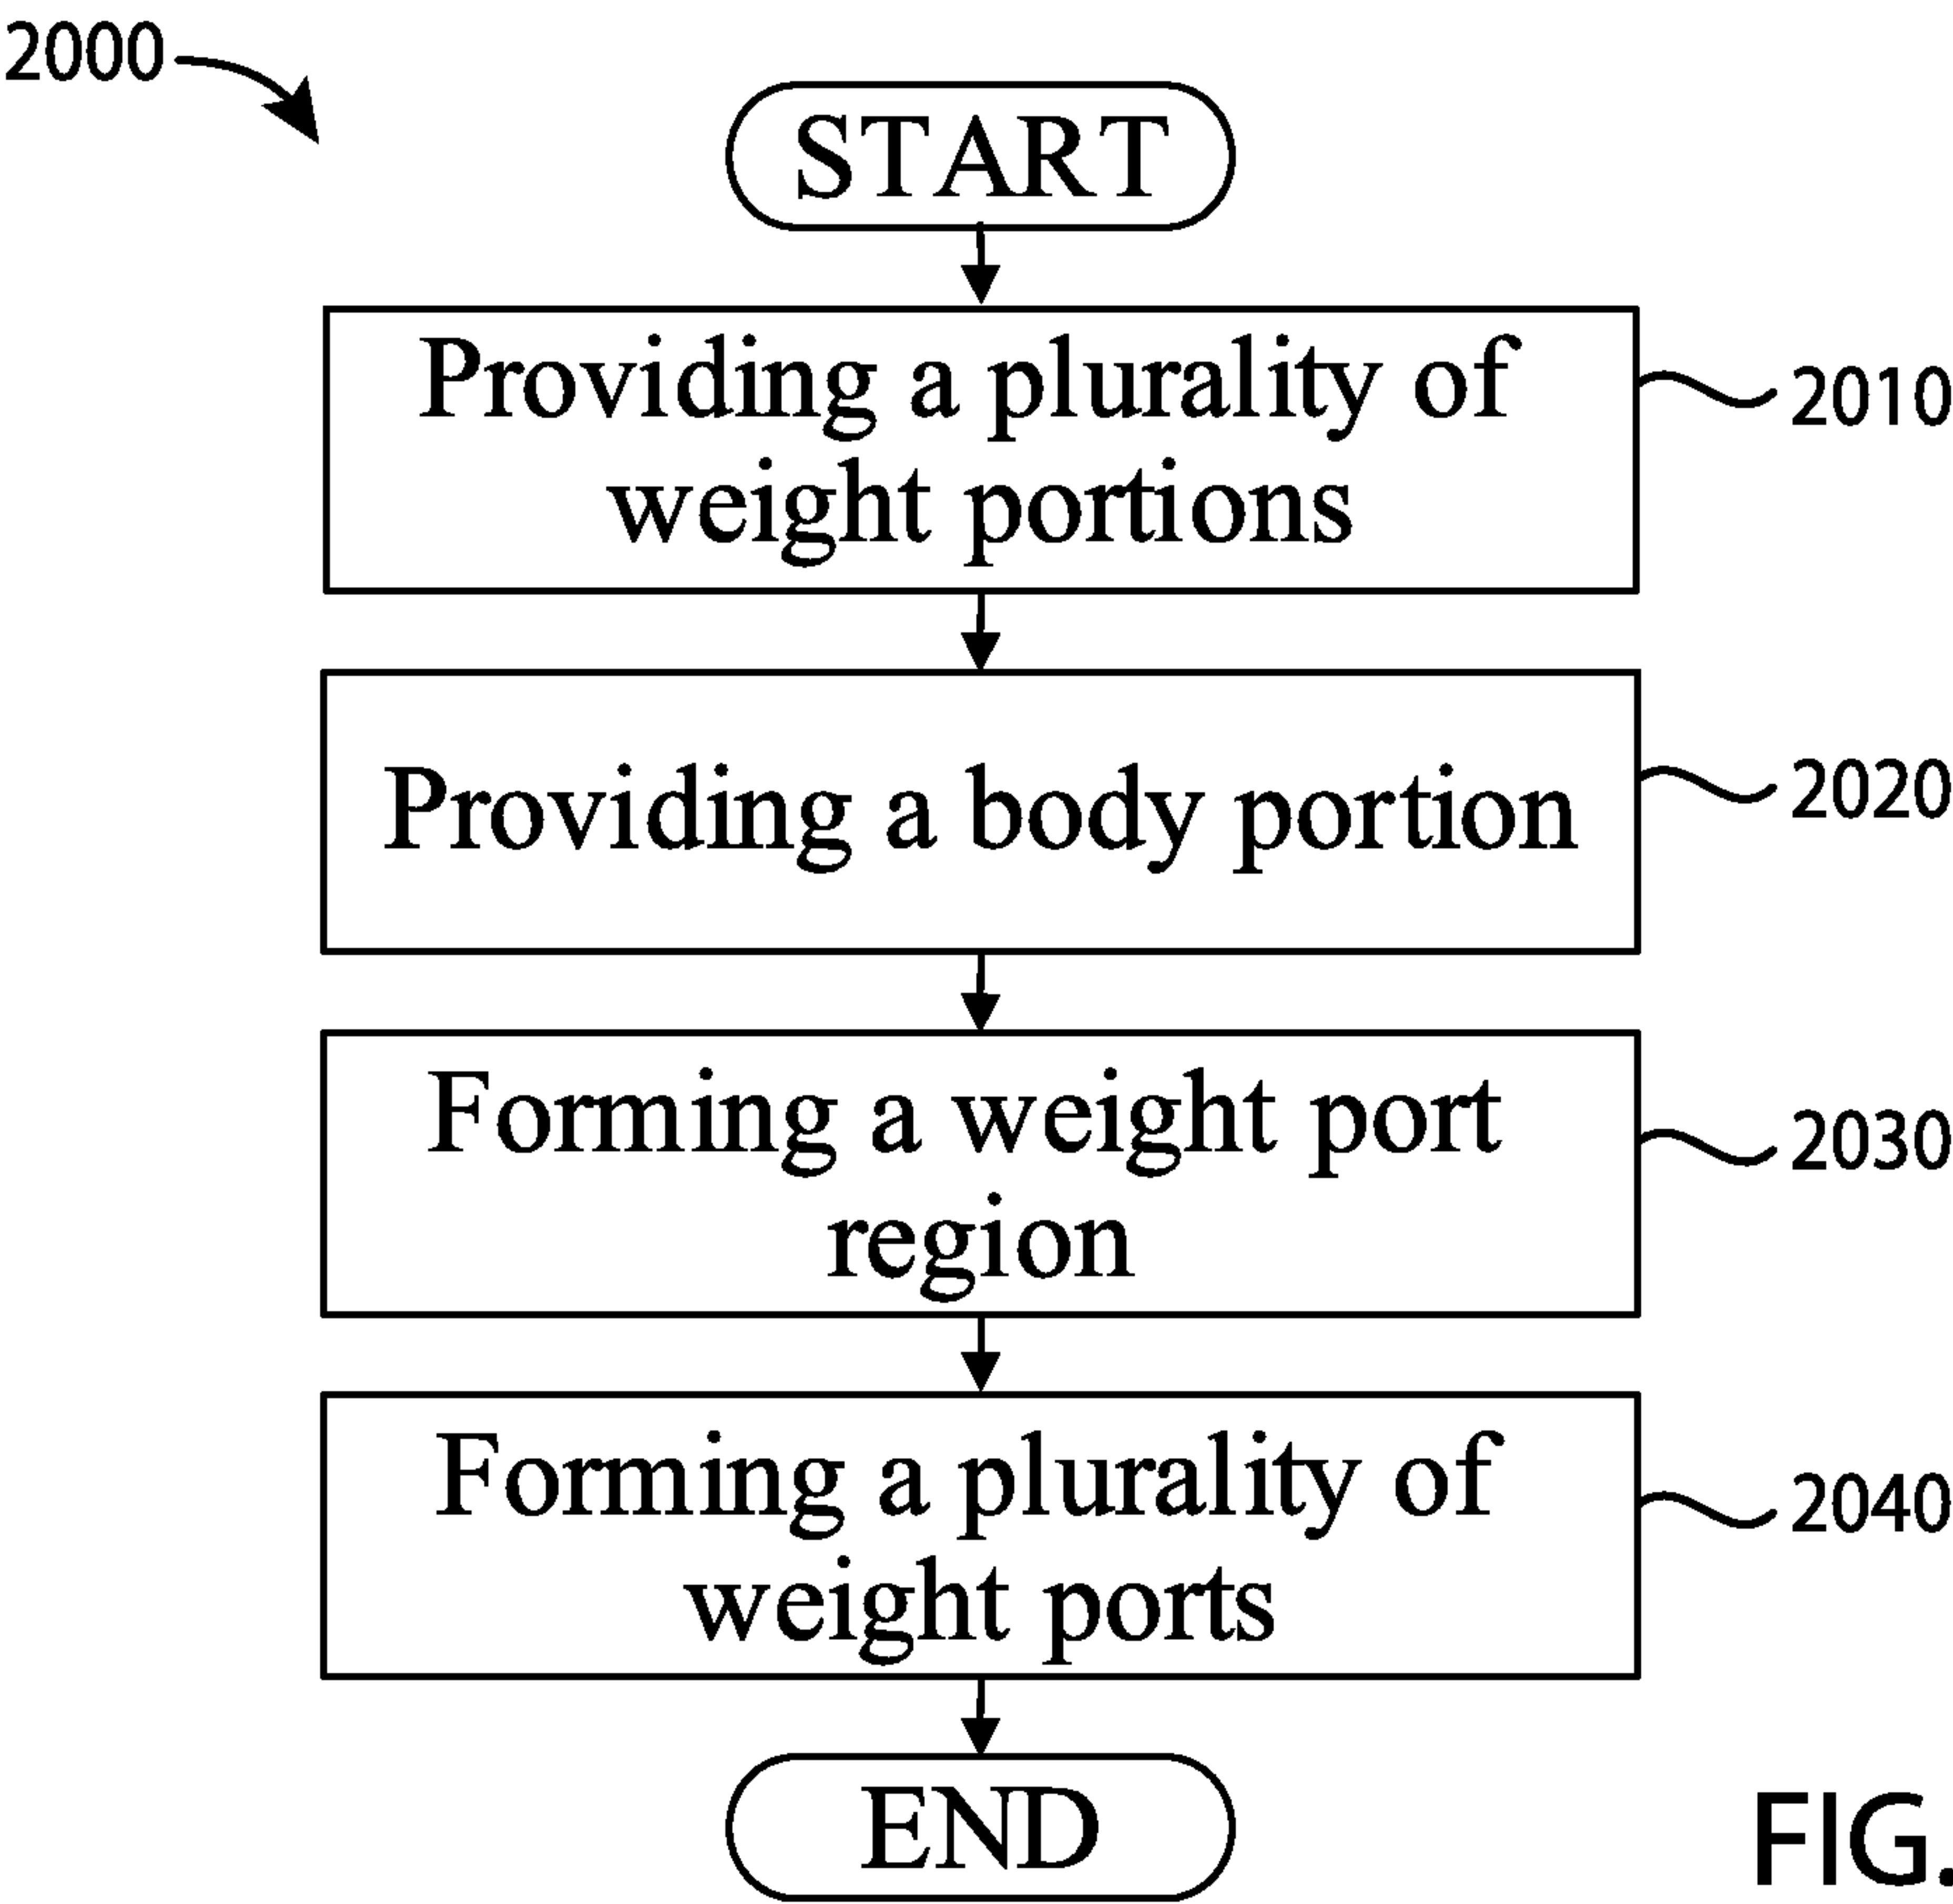 2000
START
Providing a plurality of
weight portions
2010
Providing a body portion
2020
Forming a weight port
region
2030
Forming a plurality of
weight ports
2040
END
FIG.